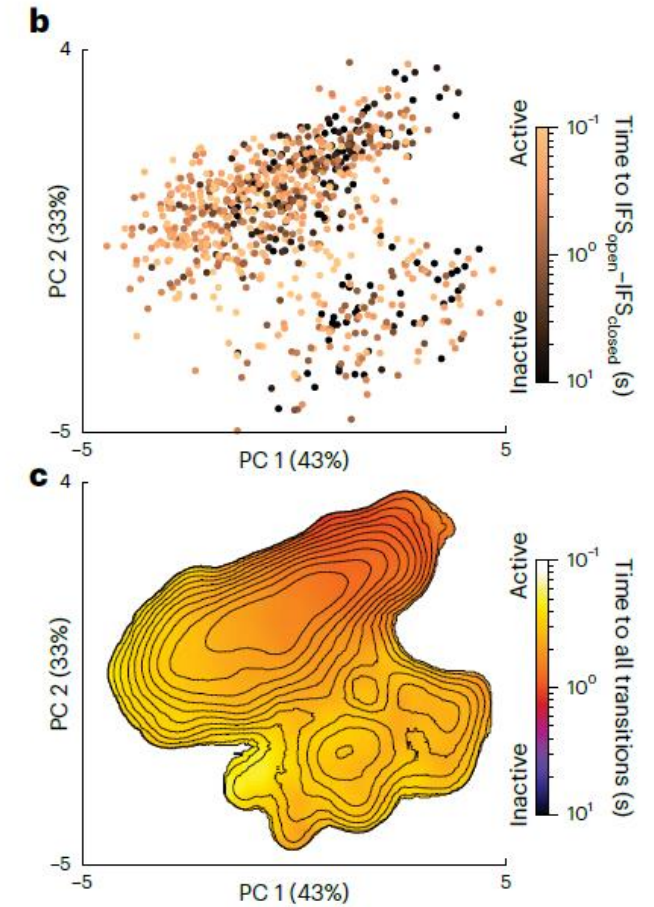 b
4
PC 2 (33%)
–5
–5
PC 1 (43%)
5
Active
Inactive
10⁻¹
10⁰
10¹
Time to IFSopen–IFSclosed (s)
c
4
PC 2 (33%)
–5
–5
PC 1 (43%)
5
Active
Inactive
10⁻¹
10⁰
10¹
Time to all transitions (s)